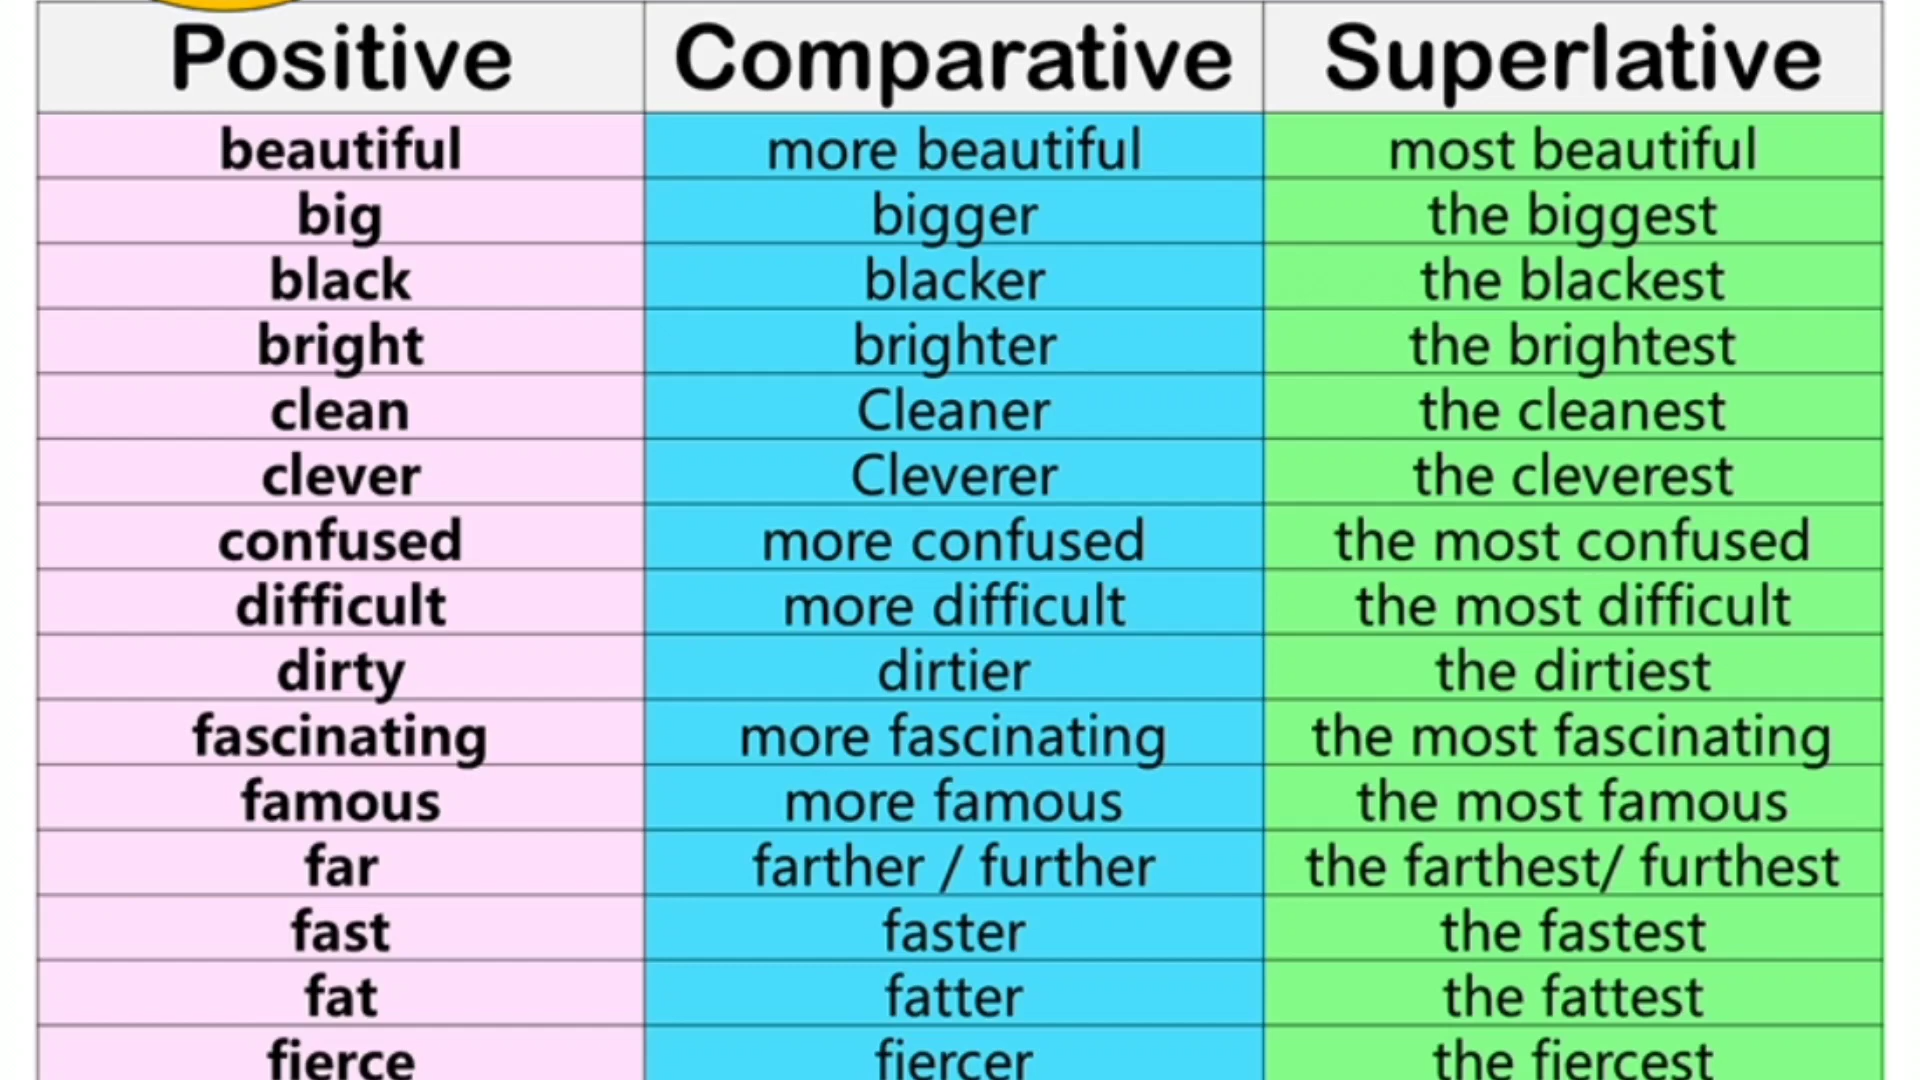 Positive Comparative Superlative
beautiful more beautiful most beautiful
big bigger the biggest
black blacker the blackest
bright brighter the brightest
clean Cleaner the cleanest
clever Cleverer the cleverest
confused more confused the most confused
difficult more difficult the most difficult
dirty dirtier the dirtiest
fascinating more fascinating the most fascinating
famous more famous the most famous
far farther / further the farthest/ furthest
fast faster the fastest
fat fatter the fattest
fierce fiercer the fiercest